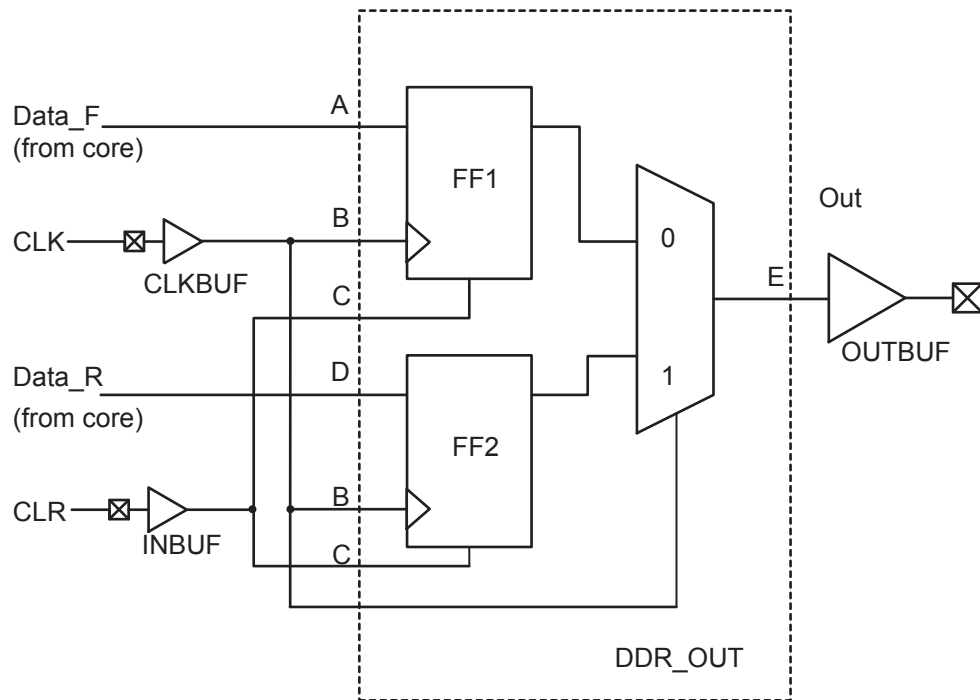 Data_F
(from core)
A
FF1
Out
CLK
CLKBUF
B
0
C
E
OUTBUF
Data_R
(from core)
D
1
FF2
CLR
INBUF
B
C
DDR_OUT